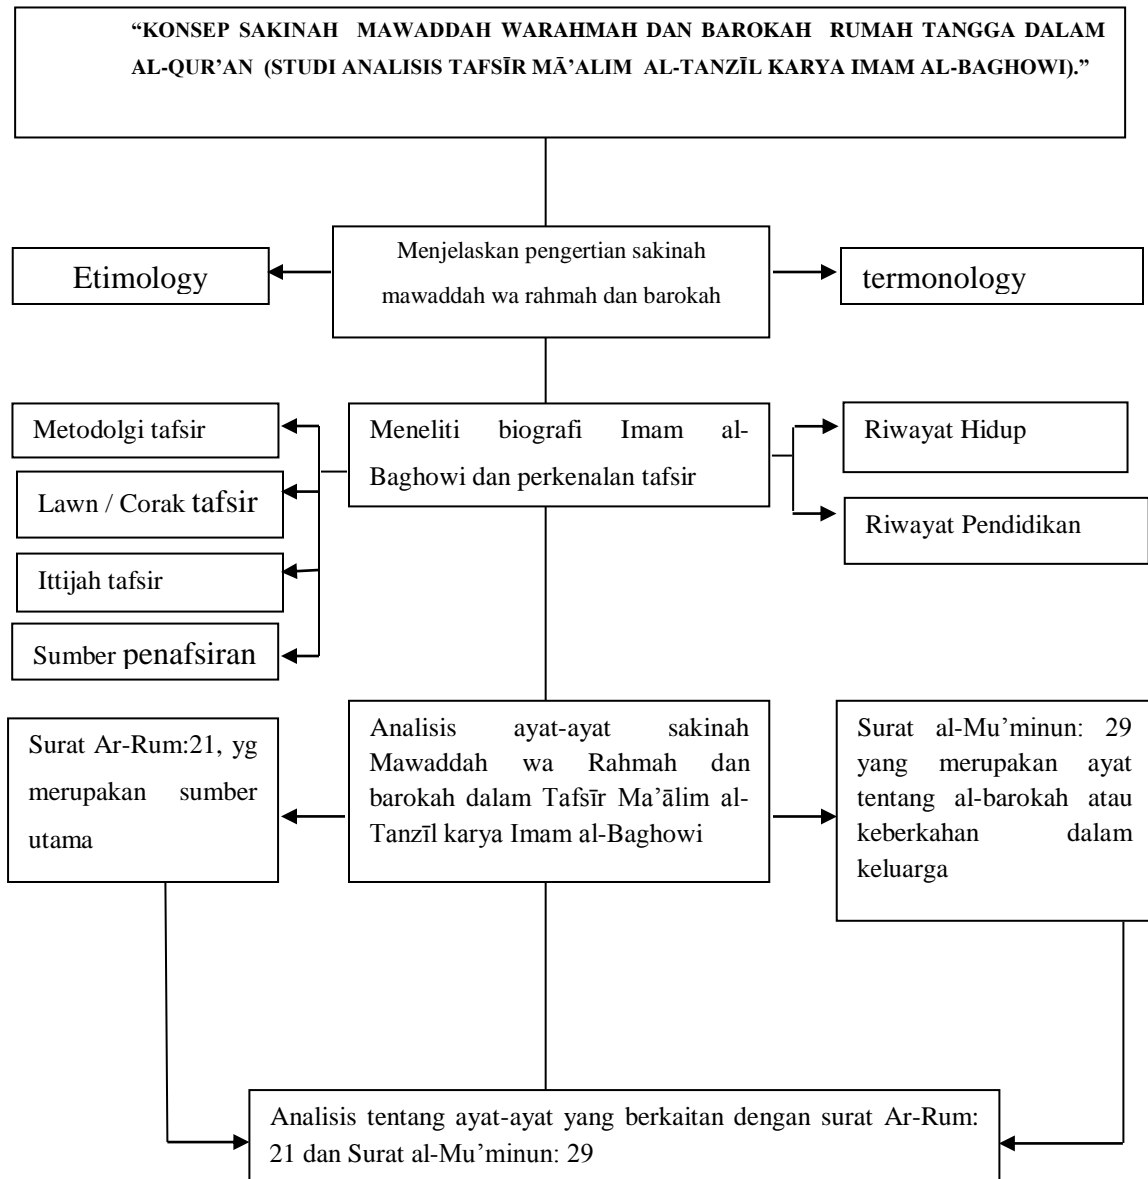 “KONSEP SAKINAH MAWADDAH WARAHMAH DAN BAROKAH RUMAH TANGGA DALAM
AL-QUR’AN (STUDI ANALISIS TAFSĪR MĀ’ALIM AL-TANZĪL KARYA IMAM AL-BAGHOWI).”
Etimology
Menjelaskan pengertian sakinah
mawaddah wa rahmah dan barokah
termonology
Metodolgi tafsir
Lawn / Corak tafsir
Ittijah tafsir
Sumber penafsiran
Meneliti biografi Imam al-
Baghowi dan perkenalan tafsir
Riwayat Hidup
Riwayat Pendidikan
Surat Ar-Rum:21, yg
merupakan sumber
utama
Analisis ayat-ayat sakinah
Mawaddah wa Rahmah dan
barokah dalam Tafsīr Ma’ālim al-
Tanzīl karya Imam al-Baghowi
Surat al-Mu’minun: 29
yang merupakan ayat
tentang al-barokah atau
keberkahan dalam
keluarga
Analisis tentang ayat-ayat yang berkaitan dengan surat Ar-Rum:
21 dan Surat al-Mu’minun: 29